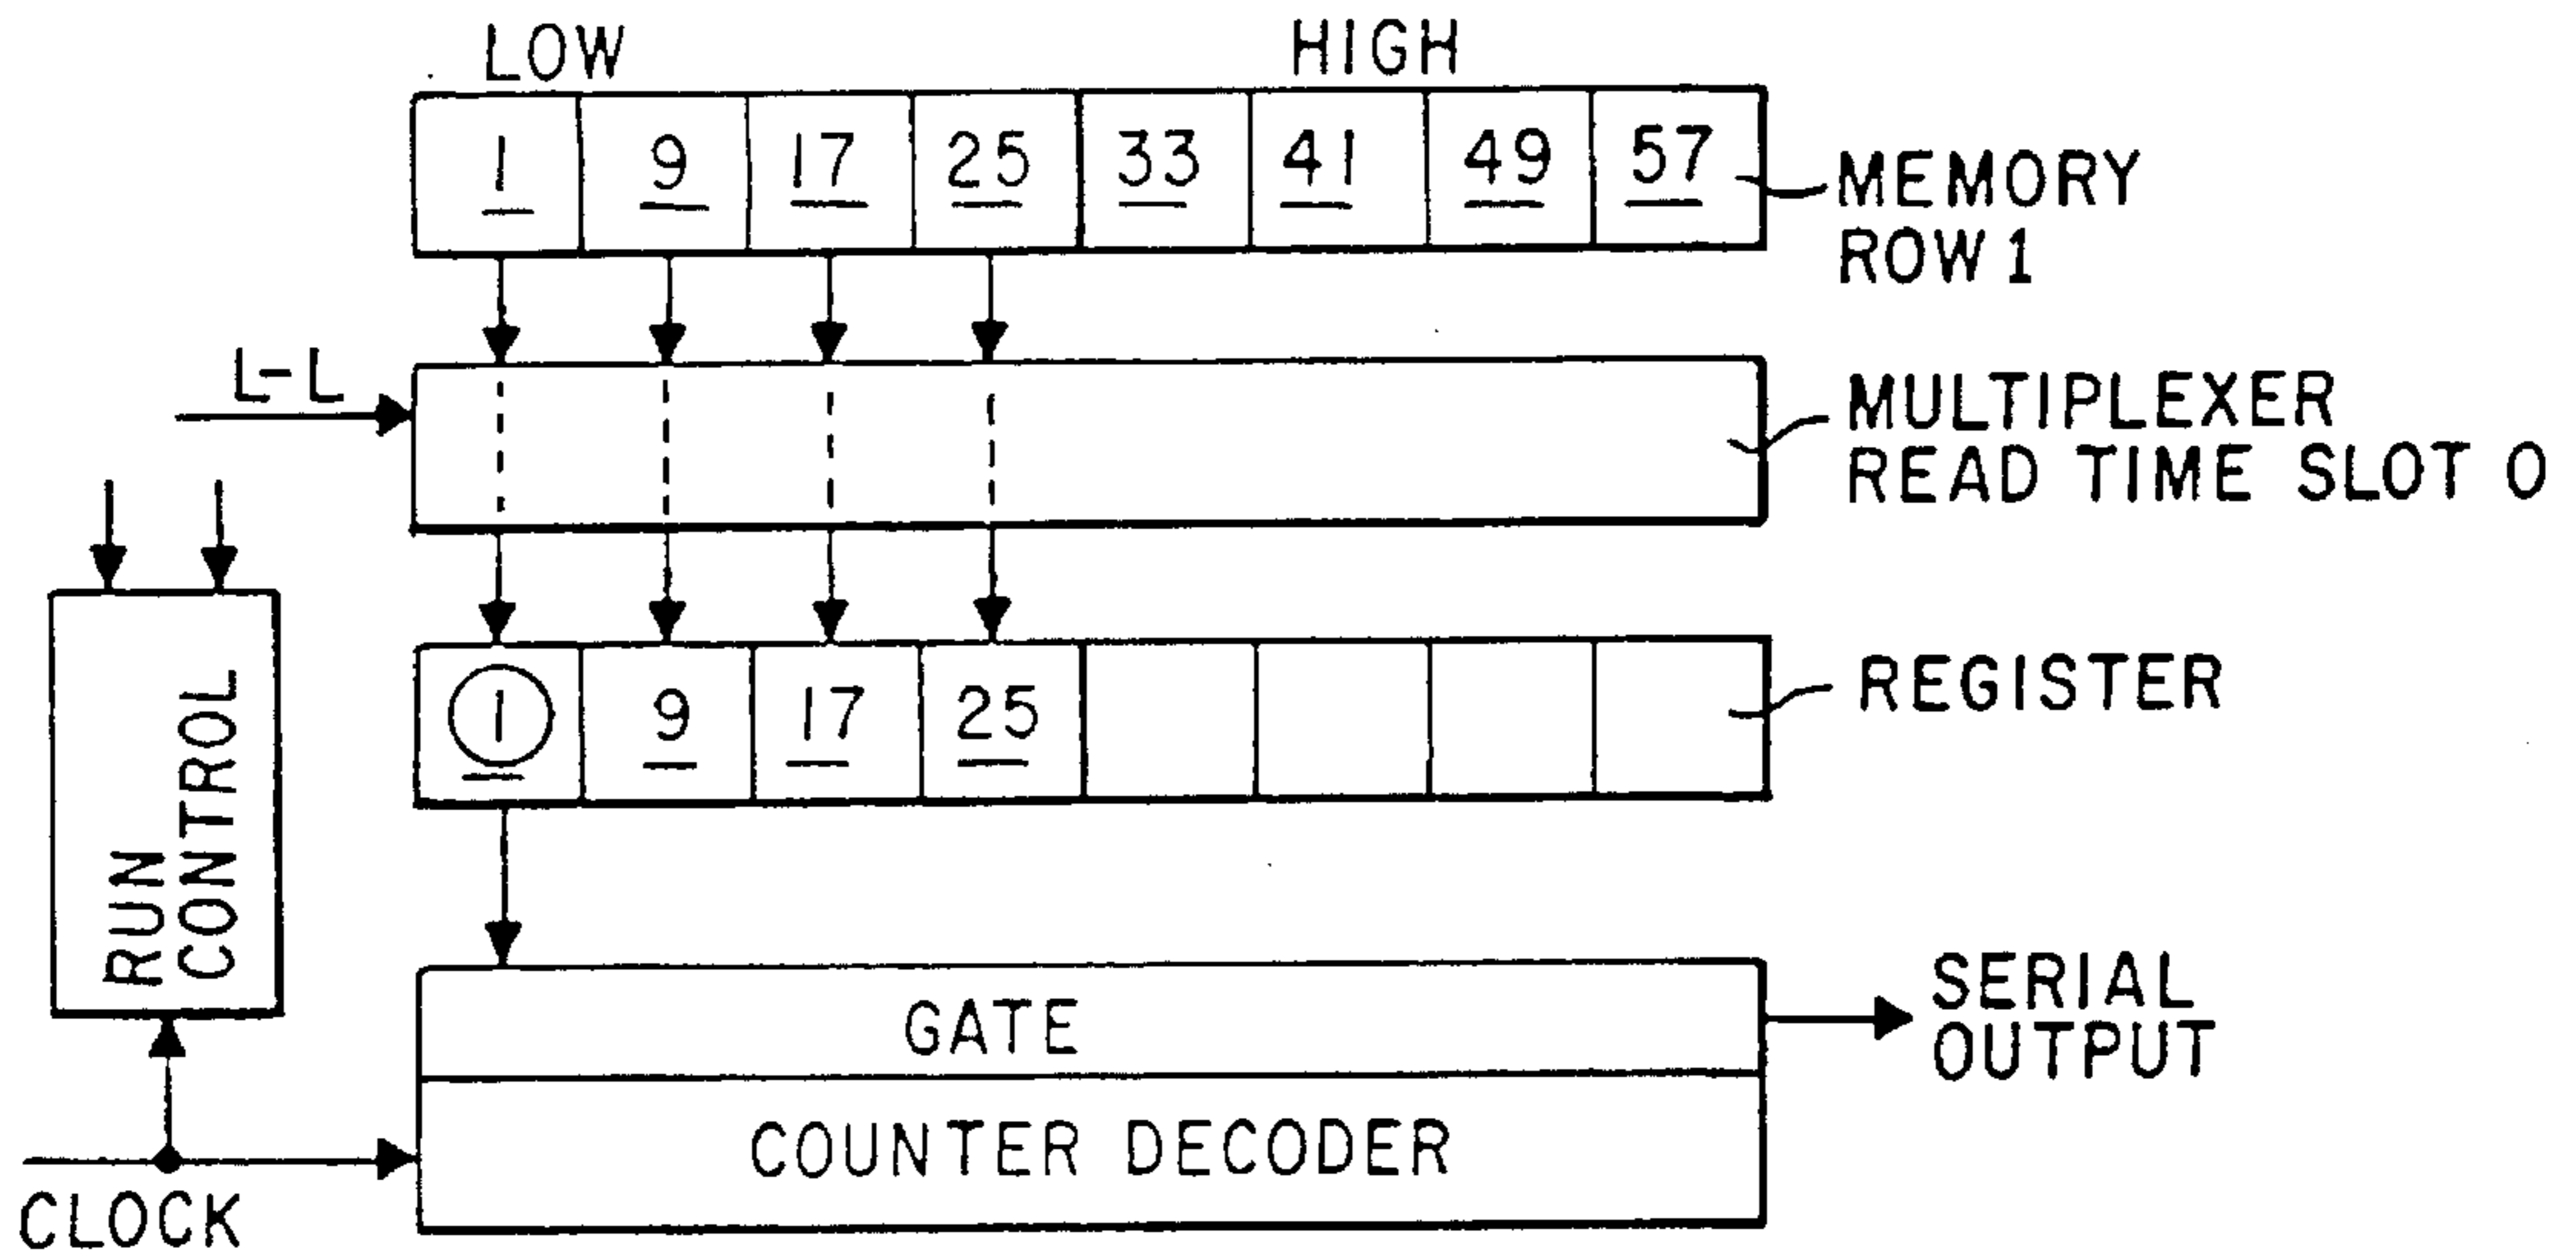 LOW HIGH
1 9 17 25 33 41 49 57
MEMORY
ROW 1
L-L
MULTIPLEXER
READ TIME SLOT 0
1 9 17 25
REGISTER
RUN
CONTROL
GATE
SERIAL
OUTPUT
COUNTER DECODER
CLOCK